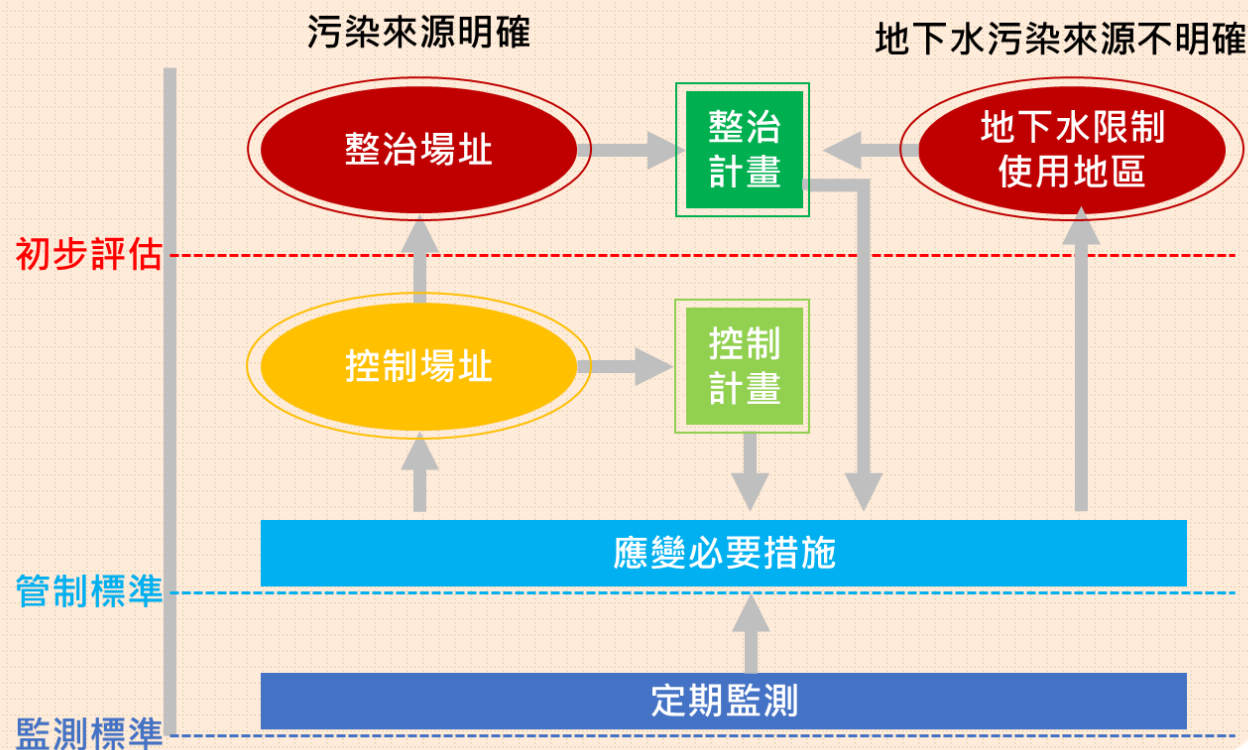 污染來源明確
地下水污染來源不明確
整治場址
整治
計畫
地下水限制
使用地區
初步評估
控制場址
控制
計畫
應變必要措施
管制標準
定期監測
監測標準